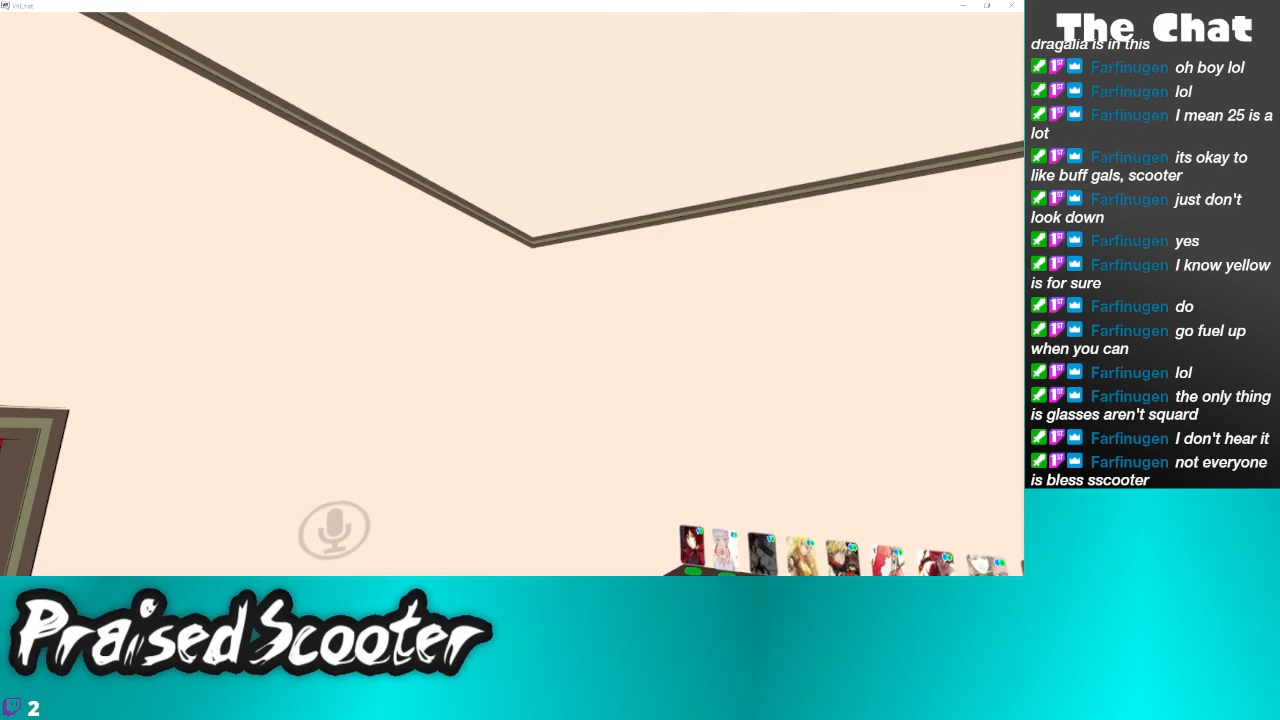 VRChat
The Chat
dragalia is in this
Farfinugen oh boy lol
Farfinugen lol
Farfinugen I mean 25 is a
lot
Farfinugen its okay to
like buff gals, scooter
Farfinugen just don't
look down
Farfinugen yes
Farfinugen I know yellow
is for sure
Farfinugen do
Farfinugen go fuel up
when you can
Farfinugen lol
Farfinugen the only thing
is glasses aren't squard
Farfinugen I don't hear it
Farfinugen not everyone
is bless sscooter
PraisedScooter
2